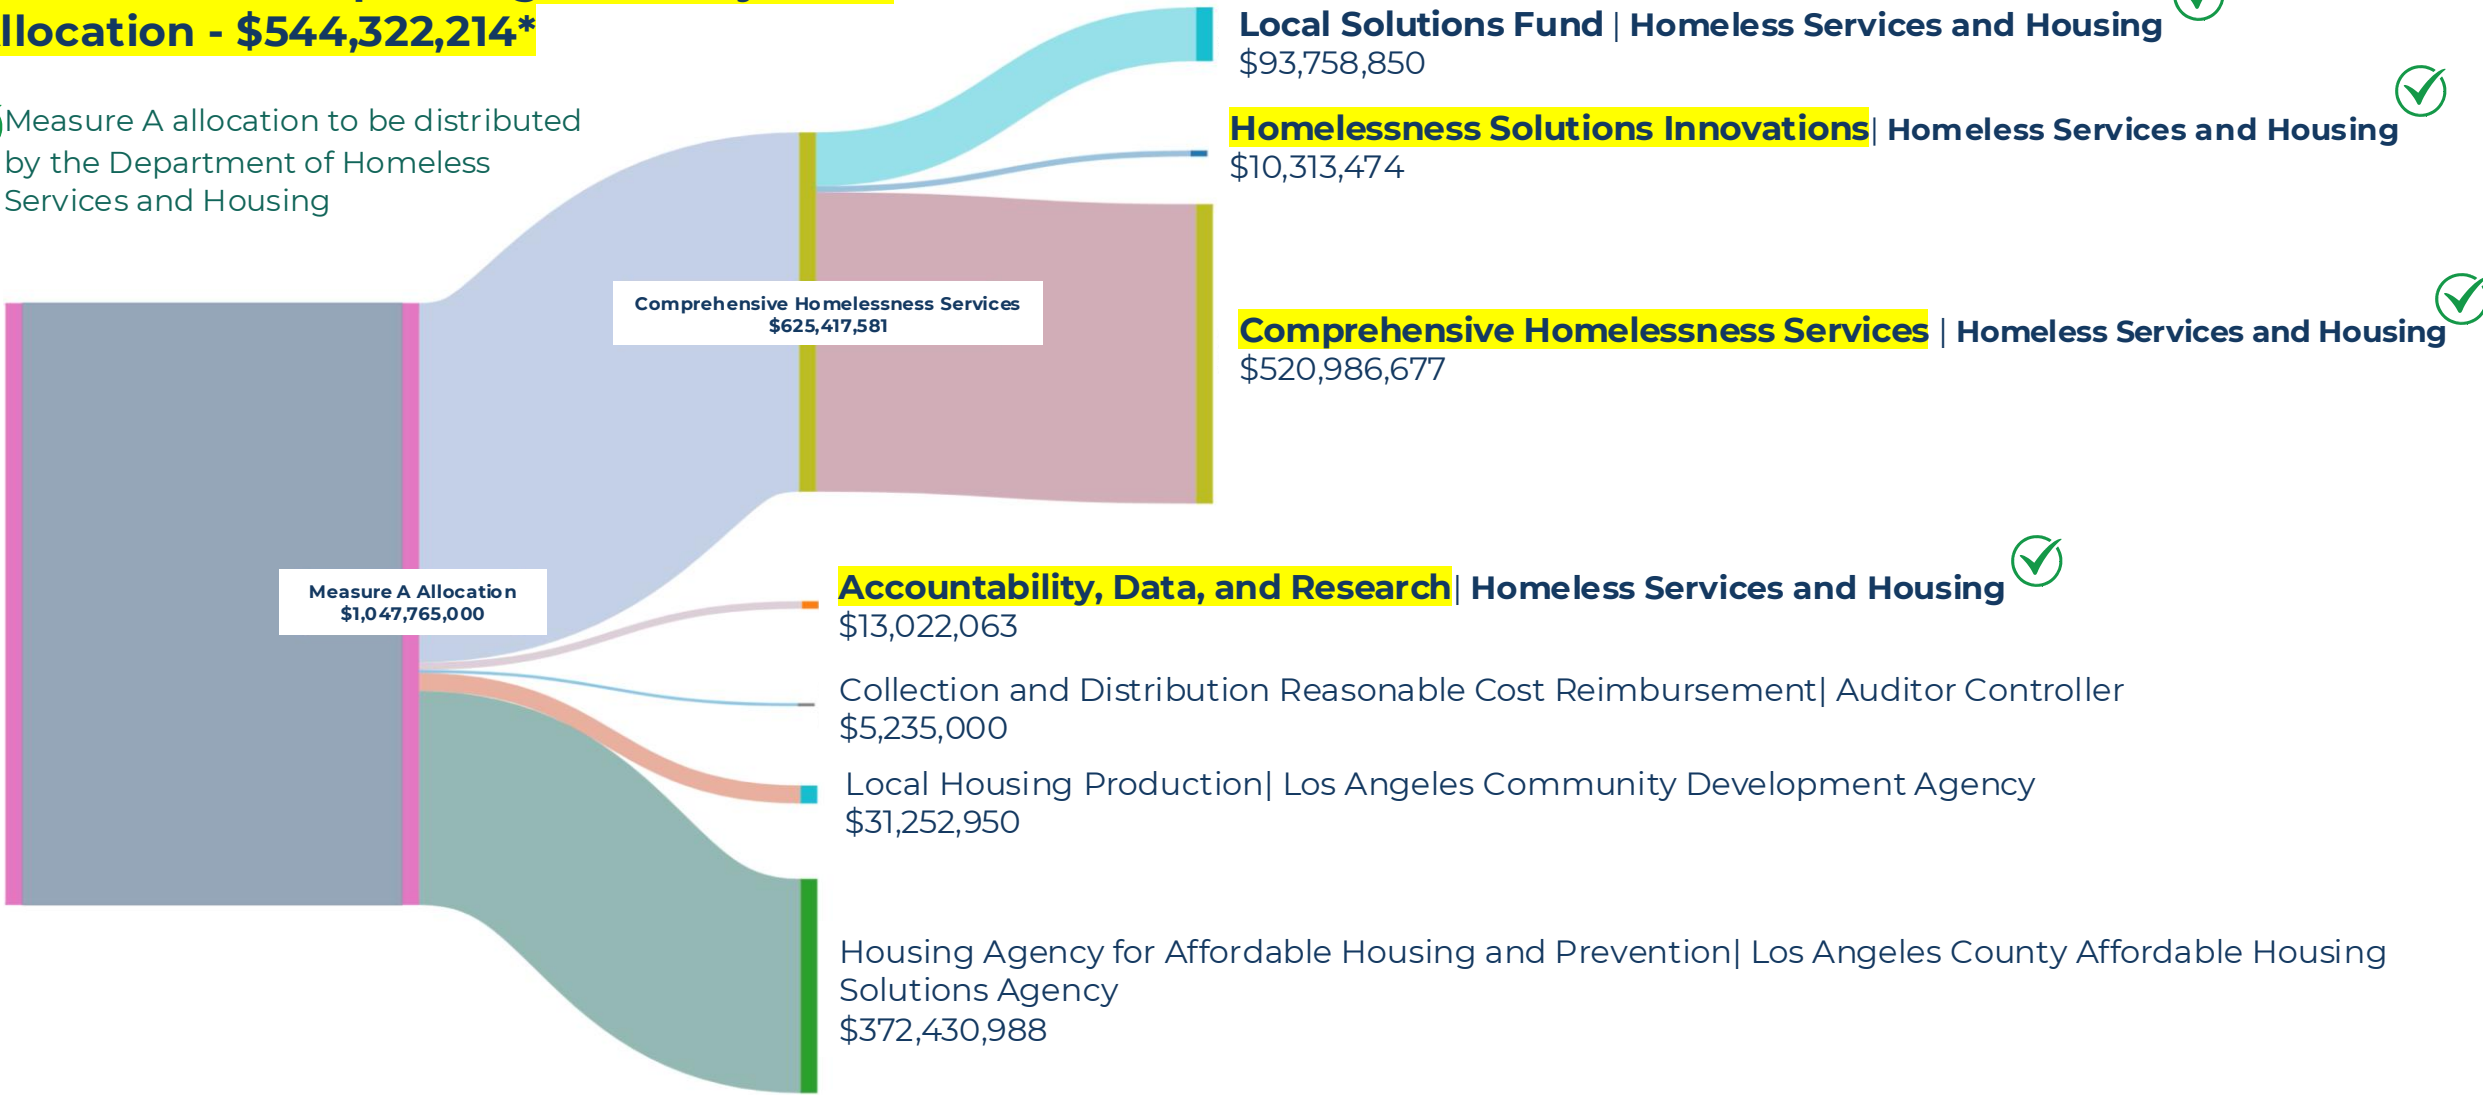 llocation - $544,322,214*
Measure A allocation to be distributed
by the Department of Homeless
Services and Housing
Local Solutions Fund | Homeless Services and Housing
$93,758,850
Homelessness Solutions Innovations| Homeless Services and Housing
$10,313,474
Comprehensive Homelessness Services
$625,417,581
Comprehensive Homelessness Services | Homeless Services and Housing
$520,986,677
Measure A Allocation
$1,047,765,000
Accountability, Data, and Research| Homeless Services and Housing
$13,022,063
Collection and Distribution Reasonable Cost Reimbursement| Auditor Controller
$5,235,000
Local Housing Production| Los Angeles Community Development Agency
$31,252,950
Housing Agency for Affordable Housing and Prevention| Los Angeles County Affordable Housing
Solutions Agency
$372,430,988